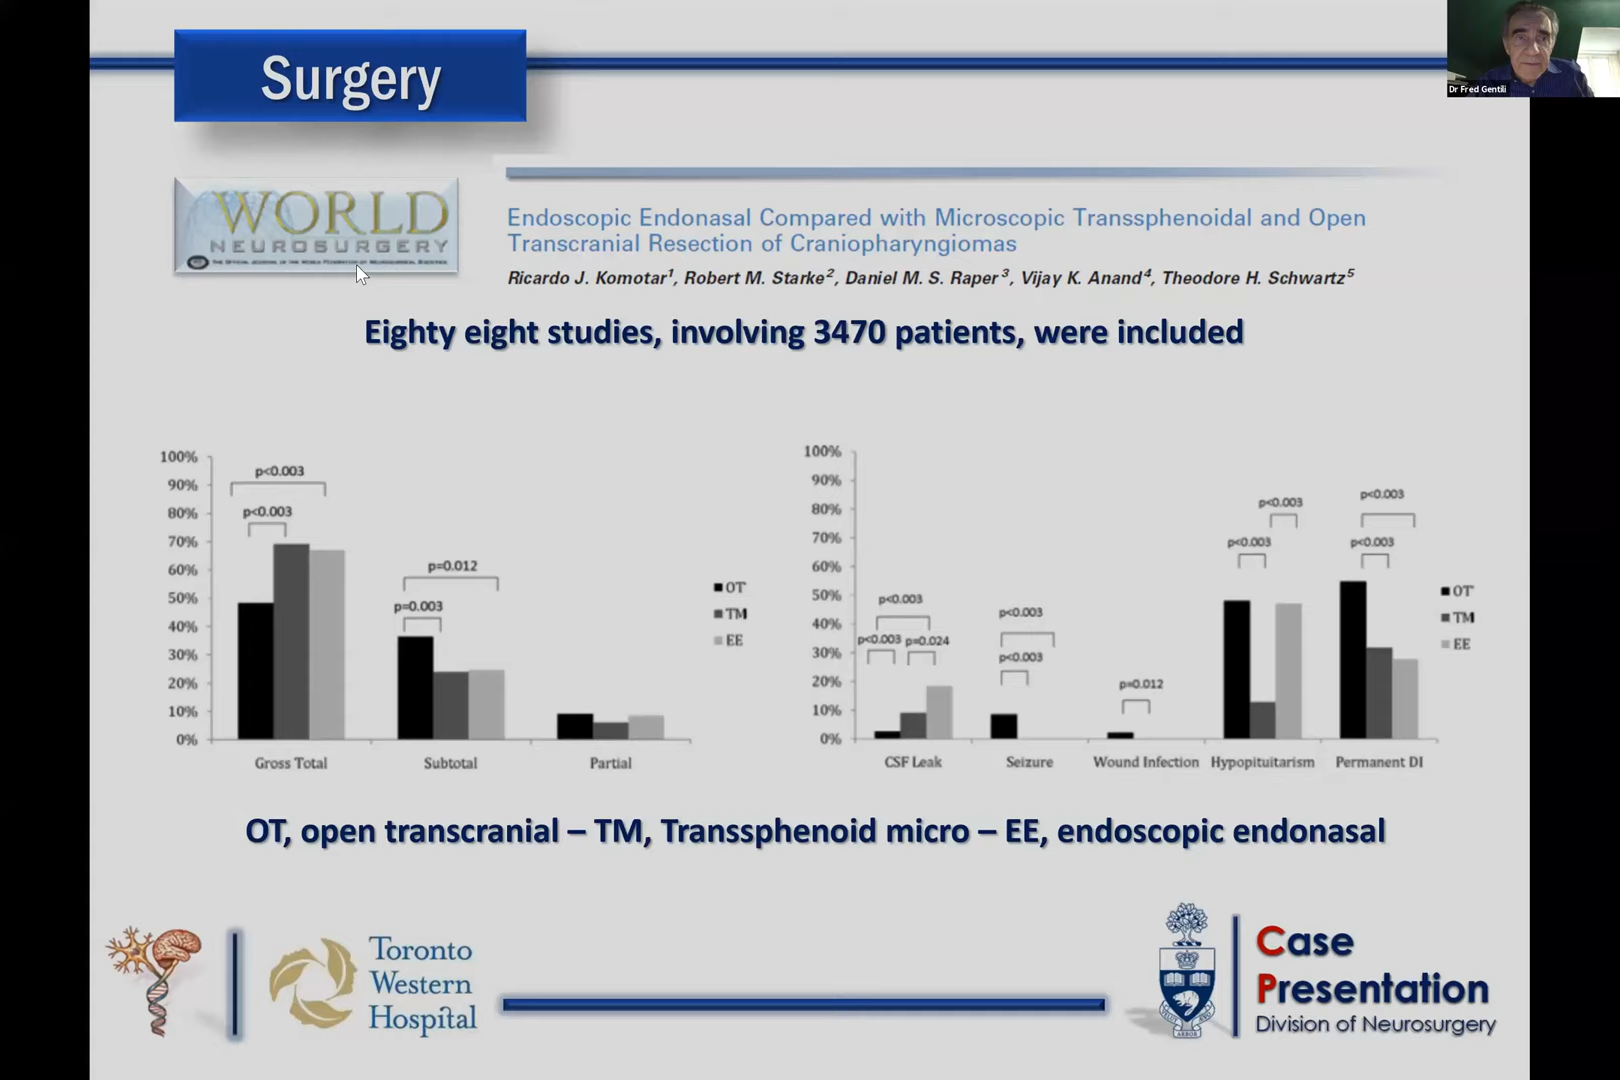 Dr Fred Gentili
Surgery
WORLD
NEUROSURGERY
Endoscopic Endonasal Compared with Microscopic Transsphenoidal and Open
Transcranial Resection of Craniopharyngiomas
Ricardo J. Komotar1, Robert M. Starke2, Daniel M. S. Raper3, Vijay K. Anand4, Theodore H. Schwartz5
Eighty eight studies, involving 3470 patients, were included
100%
90%
80%
70%
60%
50%
40%
30%
20%
10%
0%
p<0.003
p<0.003
p=0.012
p=0.003
Gross Total
Subtotal
Partial
OT
TM
EE
100%
90%
80%
70%
60%
50%
40%
30%
20%
10%
0%
p<0.003
p<0.003 p=0.024
p<0.003
p<0.003
p=0.012
p<0.003
p<0.003
p<0.003
p<0.003
CSF Leak
Seizure
Wound Infection
Hypopituitarism
Permanent DI
OT
TM
EE
OT, open transcranial – TM, Transsphenoid micro – EE, endoscopic endonasal
Toronto
Western
Hospital
Case
Presentation
Division of Neurosurgery